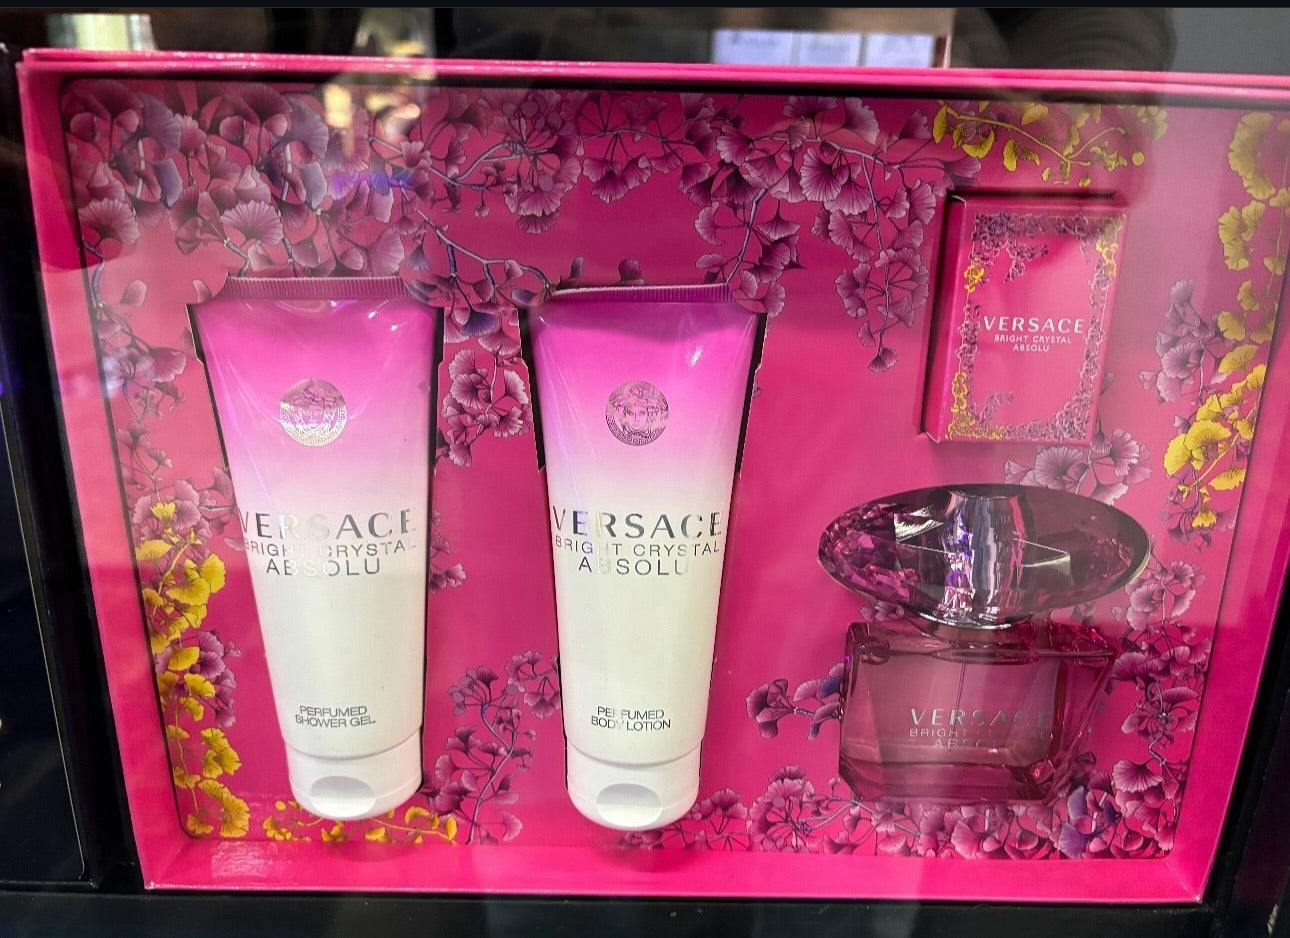 VERSACE
BRIGHT CRYSTAL
ABSOLU
PERFUMED
SHOWER GEL
VERSACE
BRIGHT CRYSTAL
ABSOLU
PERFUMED
BODY LOTION
VERSACE
BRIGHT CRYSTAL
ABSOLU
VERSACE
BRIGHT